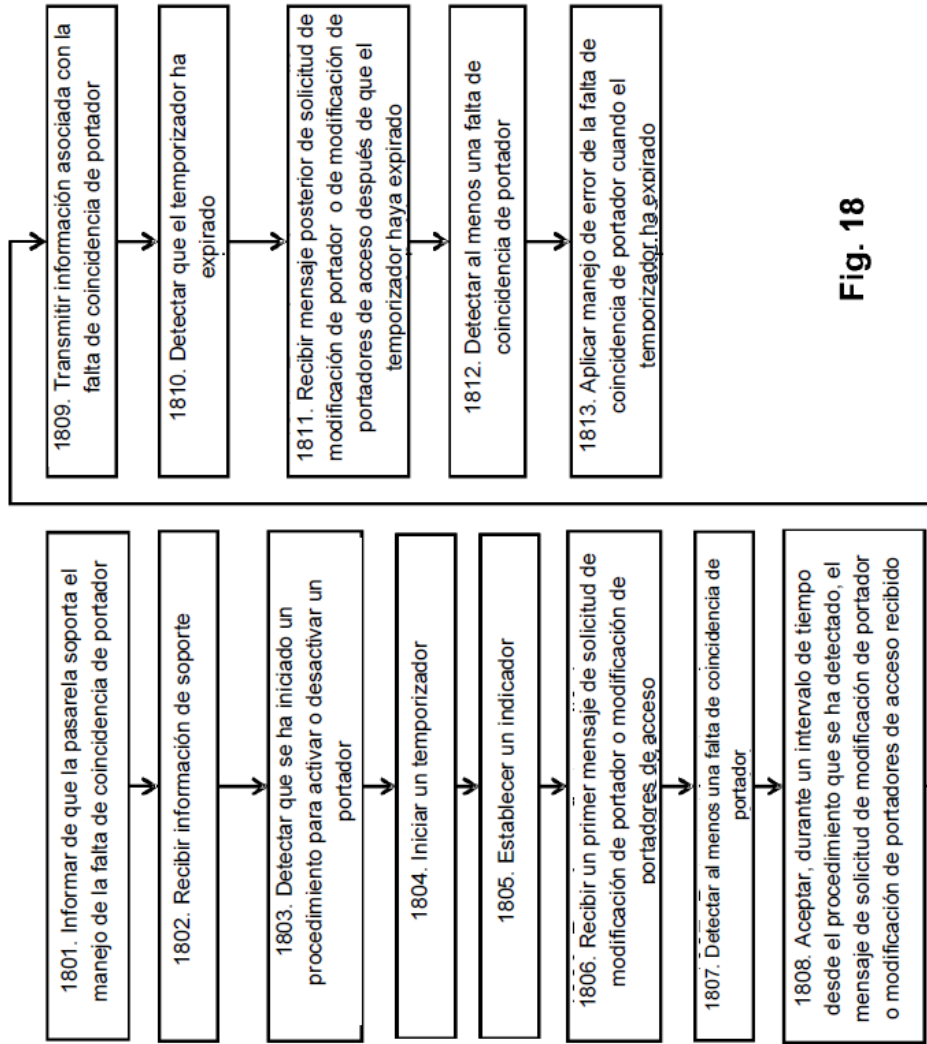 1801. Informar de que la pasarela soporta el
manejo de la falta de coincidencia de portador
1802. Recibir información de soporte
1803. Detectar que se ha iniciado un
procedimiento para activar o desactivar un
portador
1804. Iniciar un temporizador
1805. Establecer un indicador
1806. Recibir un primer mensaje de solicitud de
modificación de portador o modificación de
portadores de acceso
1807. Detectar al menos una falta de coincidencia de
portador
1808. Aceptar, durante un intervalo de tiempo
desde el procedimiento que se ha detectado, el
mensaje de solicitud de modificación de portador
o modificación de portadores de acceso recibido
1809. Transmitir información asociada con la
falta de coincidencia de portador
1810. Detectar que el temporizador ha
expirado
1811. Recibir mensaje posterior de solicitud de
modificación de portador o de modificación de
portadores de acceso después de que el
temporizador haya expirado
1812. Detectar al menos una falta de
coincidencia de portador
1813. Aplicar manejo de error de la falta de
coincidencia de portador cuando el
temporizador ha expirado
Fig. 18